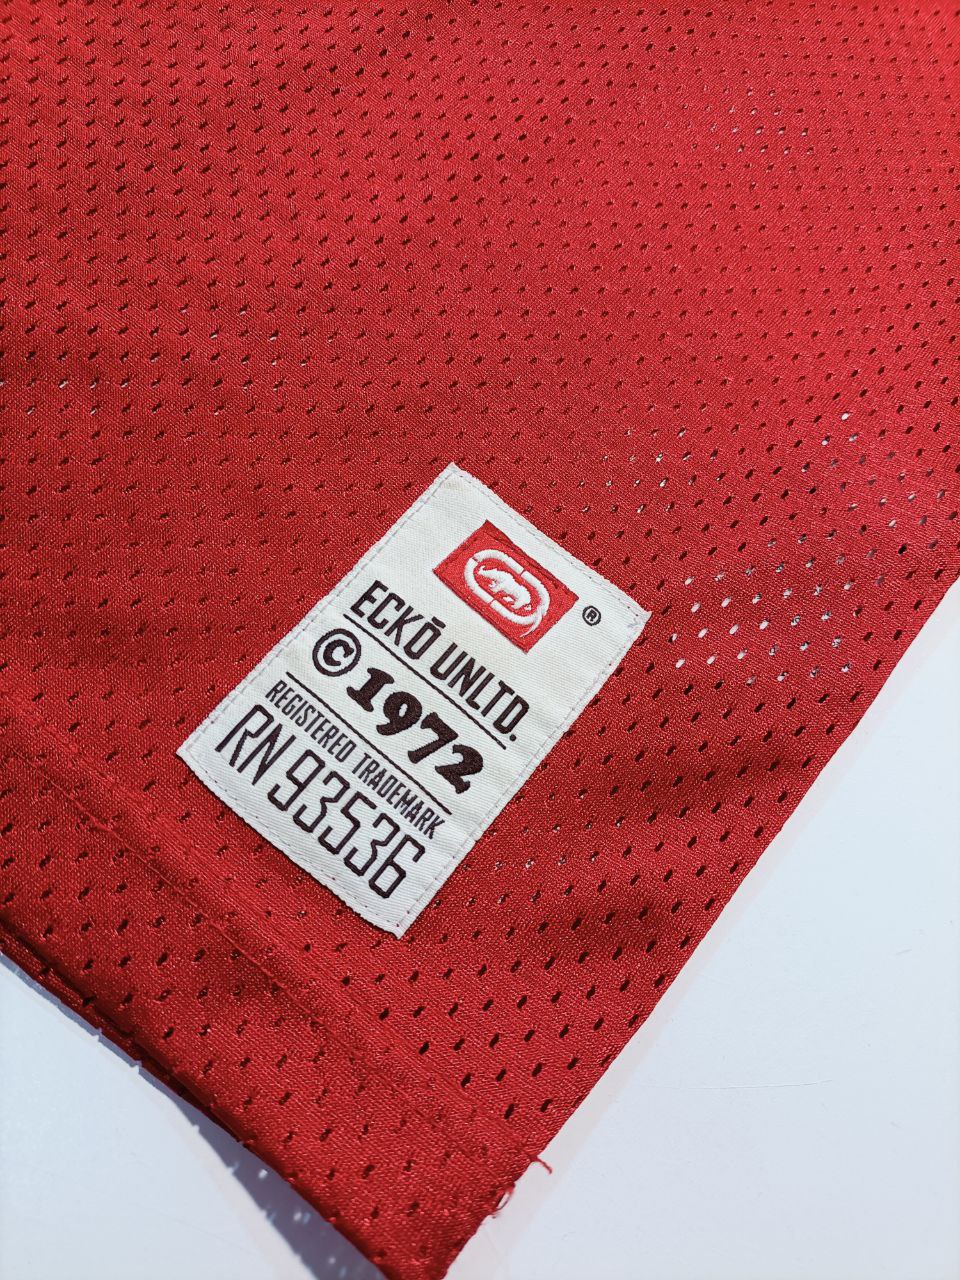 ®
ECKŌ UNLTD.
© 1972
REGISTERED TRADEMARK
RN 93536